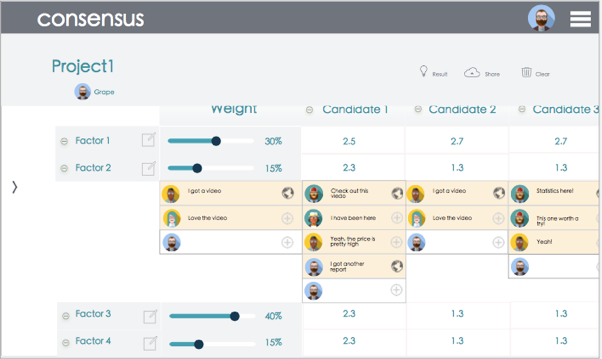 consensus
Project1
Grape
Result
Share
Clear
Weight
Candidate 1
Candidate 2
Candidate 3
Factor 1
30%
2.5
2.7
2.7
Factor 2
15%
2.3
1.3
1.3
I got a video
Check out this
video
I got a video
Statistics here!
Love the video
I have been here
Love the video
This one worth a
try!
Yeah, the price is
pretty high
Yeah!
I got another
report
Factor 3
40%
2.3
1.3
1.3
Factor 4
15%
2.3
1.3
1.3